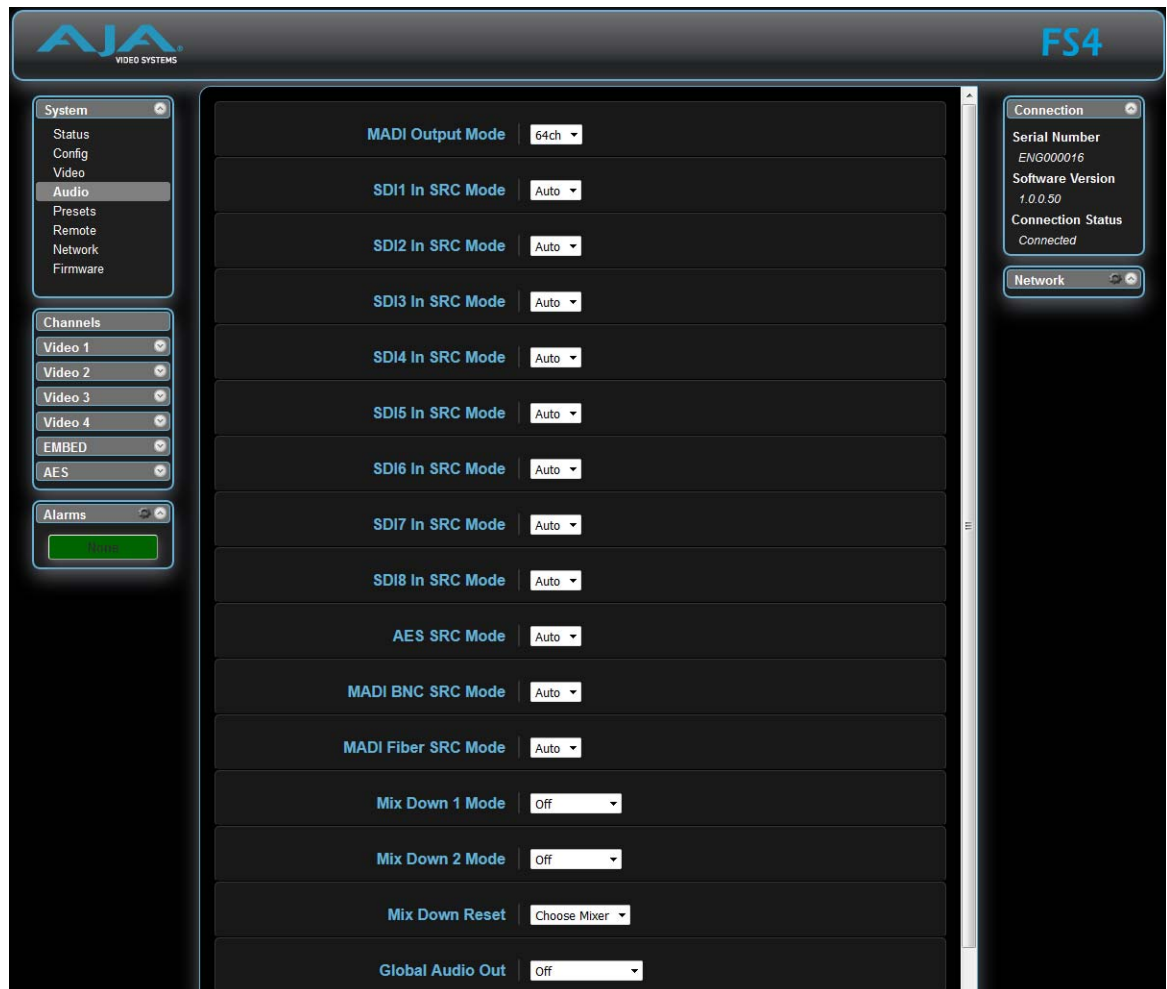 AJA
VIDEO SYSTEMS
FS4
System
Status
Config
Video
Audio
Presets
Remote
Network
Firmware
Channels
Video 1
Video 2
Video 3
Video 4
EMBED
AES
Alarms
None
MADI Output Mode 64ch
SDI1 In SRC Mode Auto
SDI2 In SRC Mode Auto
SDI3 In SRC Mode Auto
SDI4 In SRC Mode Auto
SDI5 In SRC Mode Auto
SDI6 In SRC Mode Auto
SDI7 In SRC Mode Auto
SDI8 In SRC Mode Auto
AES SRC Mode Auto
MADI BNC SRC Mode Auto
MADI Fiber SRC Mode Auto
Mix Down 1 Mode Off
Mix Down 2 Mode Off
Mix Down Reset Choose Mixer
Global Audio Out Off
Connection
Serial Number
ENG000016
Software Version
1.0.0.50
Connection Status
Connected
Network